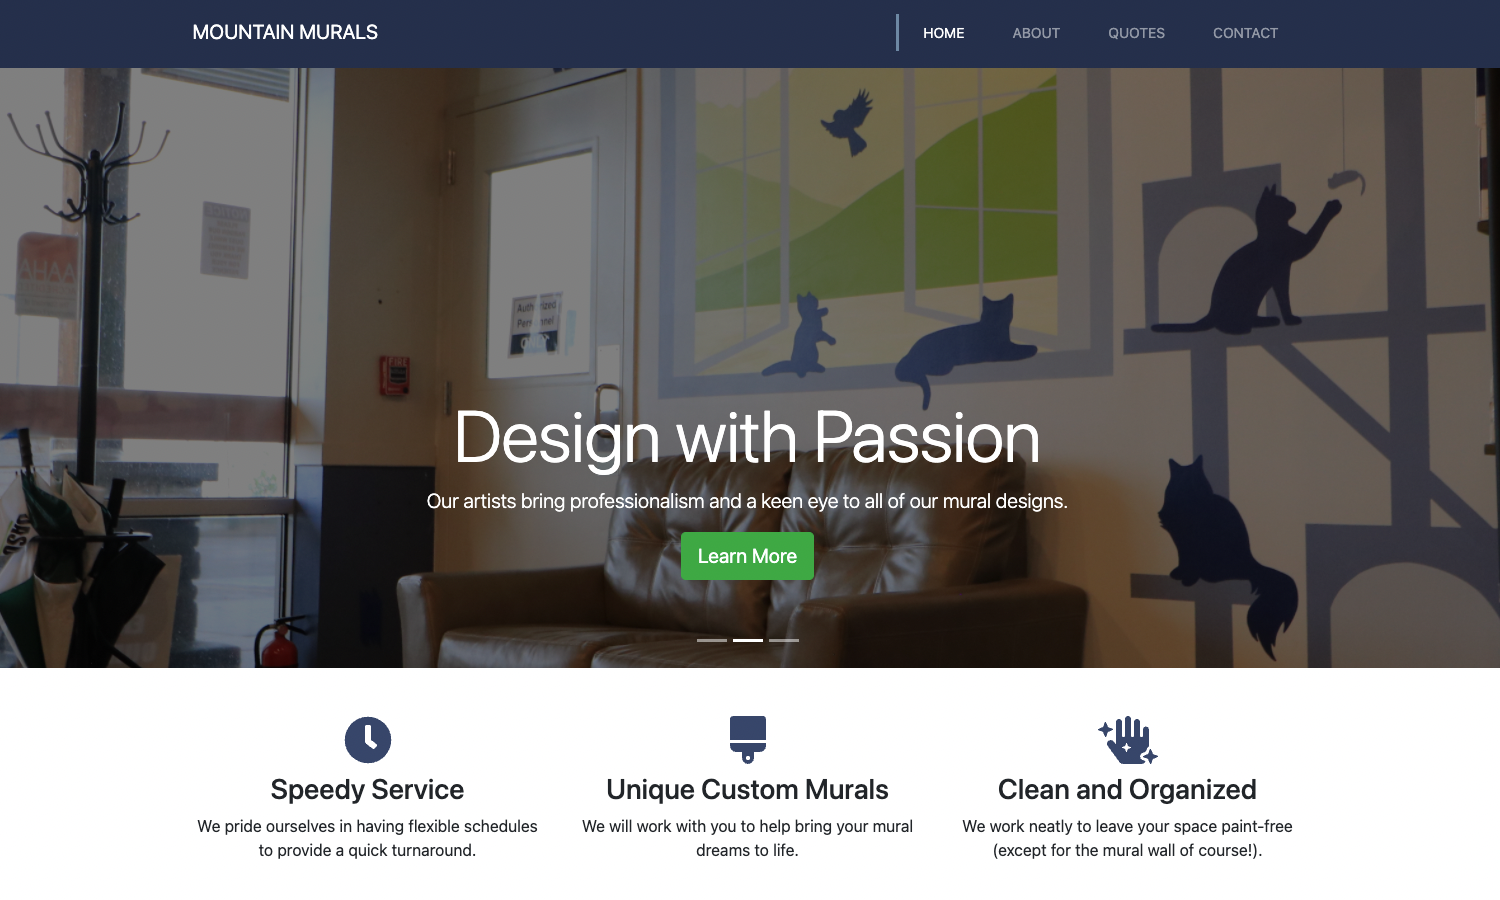 MOUNTAIN MURALS
HOME ABOUT QUOTES CONTACT
AAHA
Authorized
Personnel
Design with Passion
Our artists bring professionalism and a keen eye to all of our mural designs.
Learn More
Speedy Service
We pride ourselves in having flexible schedules
to provide a quick turnaround.
Unique Custom Murals
We will work with you to help bring your mural
dreams to life.
Clean and Organized
We work neatly to leave your space paint-free
(except for the mural wall of course!).